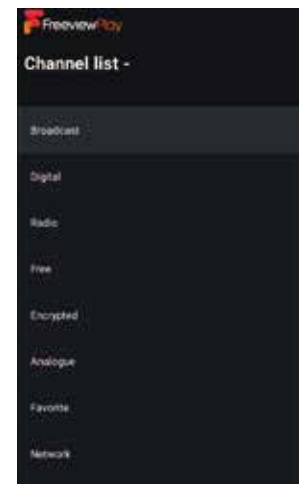 FreeviewPlay
Channel list -
Broadcast
Digital
Radio
Free
Encrypted
Analogue
Favorite
Network